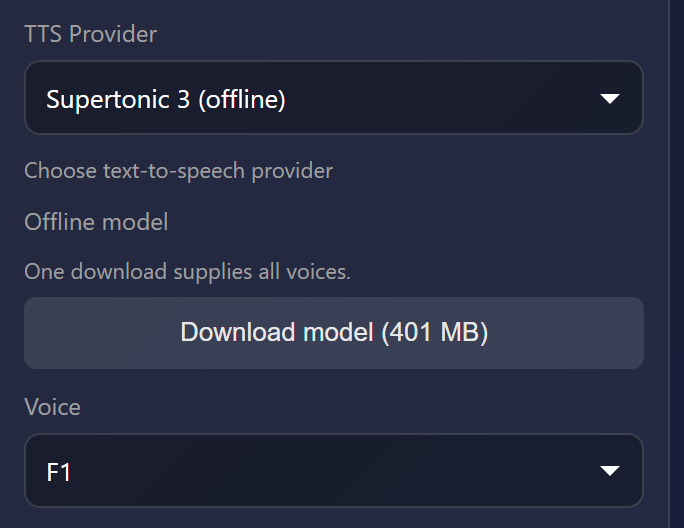 TTS Provider
Supertonic 3 (offline)
Choose text-to-speech provider
Offline model
One download supplies all voices.
Download model (401 MB)
Voice
F1